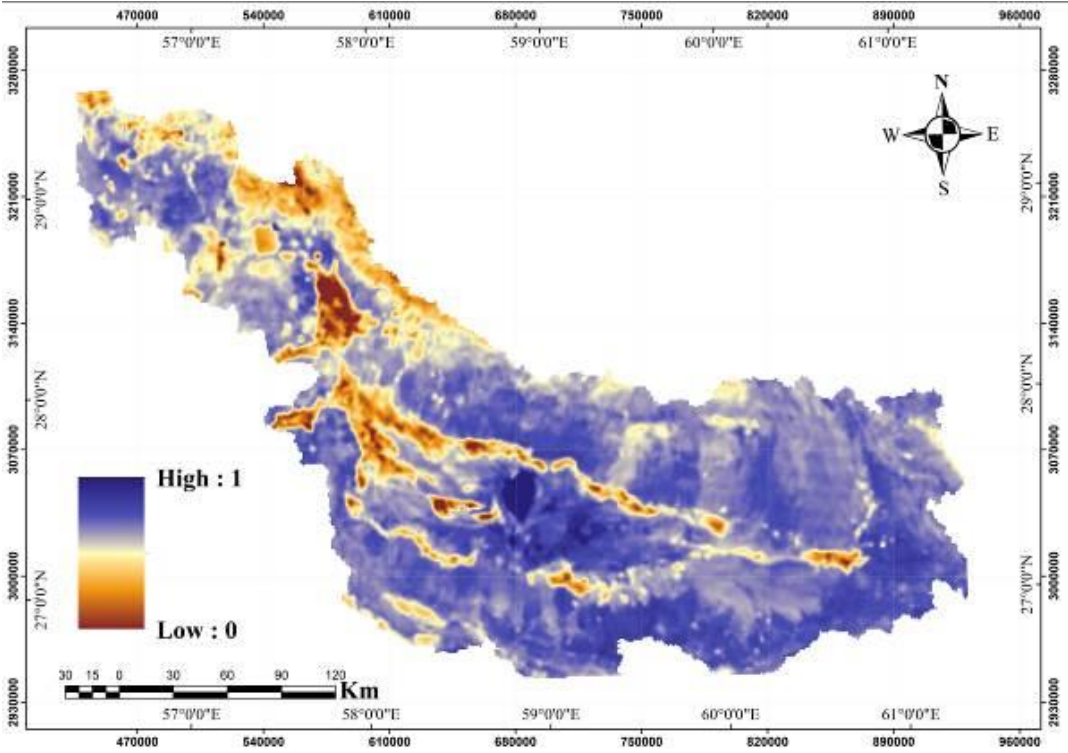 470000 540000 610000 680000 750000 820000 890000 960000
57°0'0"E 58°0'0"E 59°0'0"E 60°0'0"E 61°0'0"E
3280000 3280000
N
W E
S
3210000 29°0'0"N 29°0'0"N 3210000
3140000 3140000
28°0'0"N 28°0'0"N
3070000 3070000
High : 1
3000000 3000000
27°0'0"N 27°0'0"N
Low : 0
30 15 0 30 60 90 120
Km
2930000 2930000
57°0'0"E 58°0'0"E 59°0'0"E 60°0'0"E 61°0'0"E
470000 540000 610000 680000 750000 820000 890000 960000